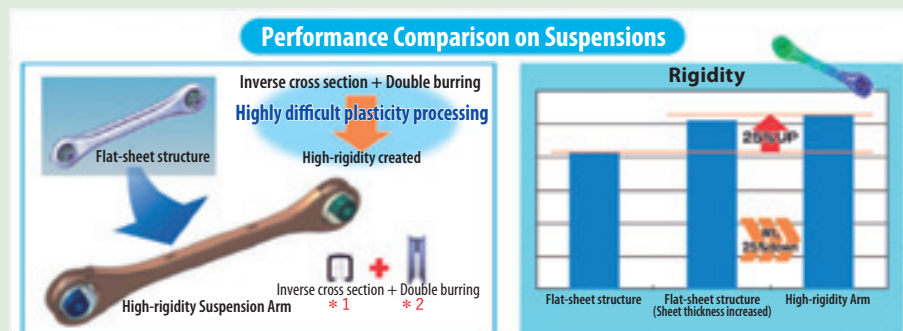 Performance Comparison on Suspensions
Flat-sheet structure
Inverse cross section + Double burring
Highly difficult plasticity processing
High-rigidity created
High-rigidity Suspension Arm
Inverse cross section + Double burring
* 1 * 2
Rigidity
25% UP
Wt.
25% down
Flat-sheet structure
Flat-sheet structure
(Sheet thickness increased)
High-rigidity Arm